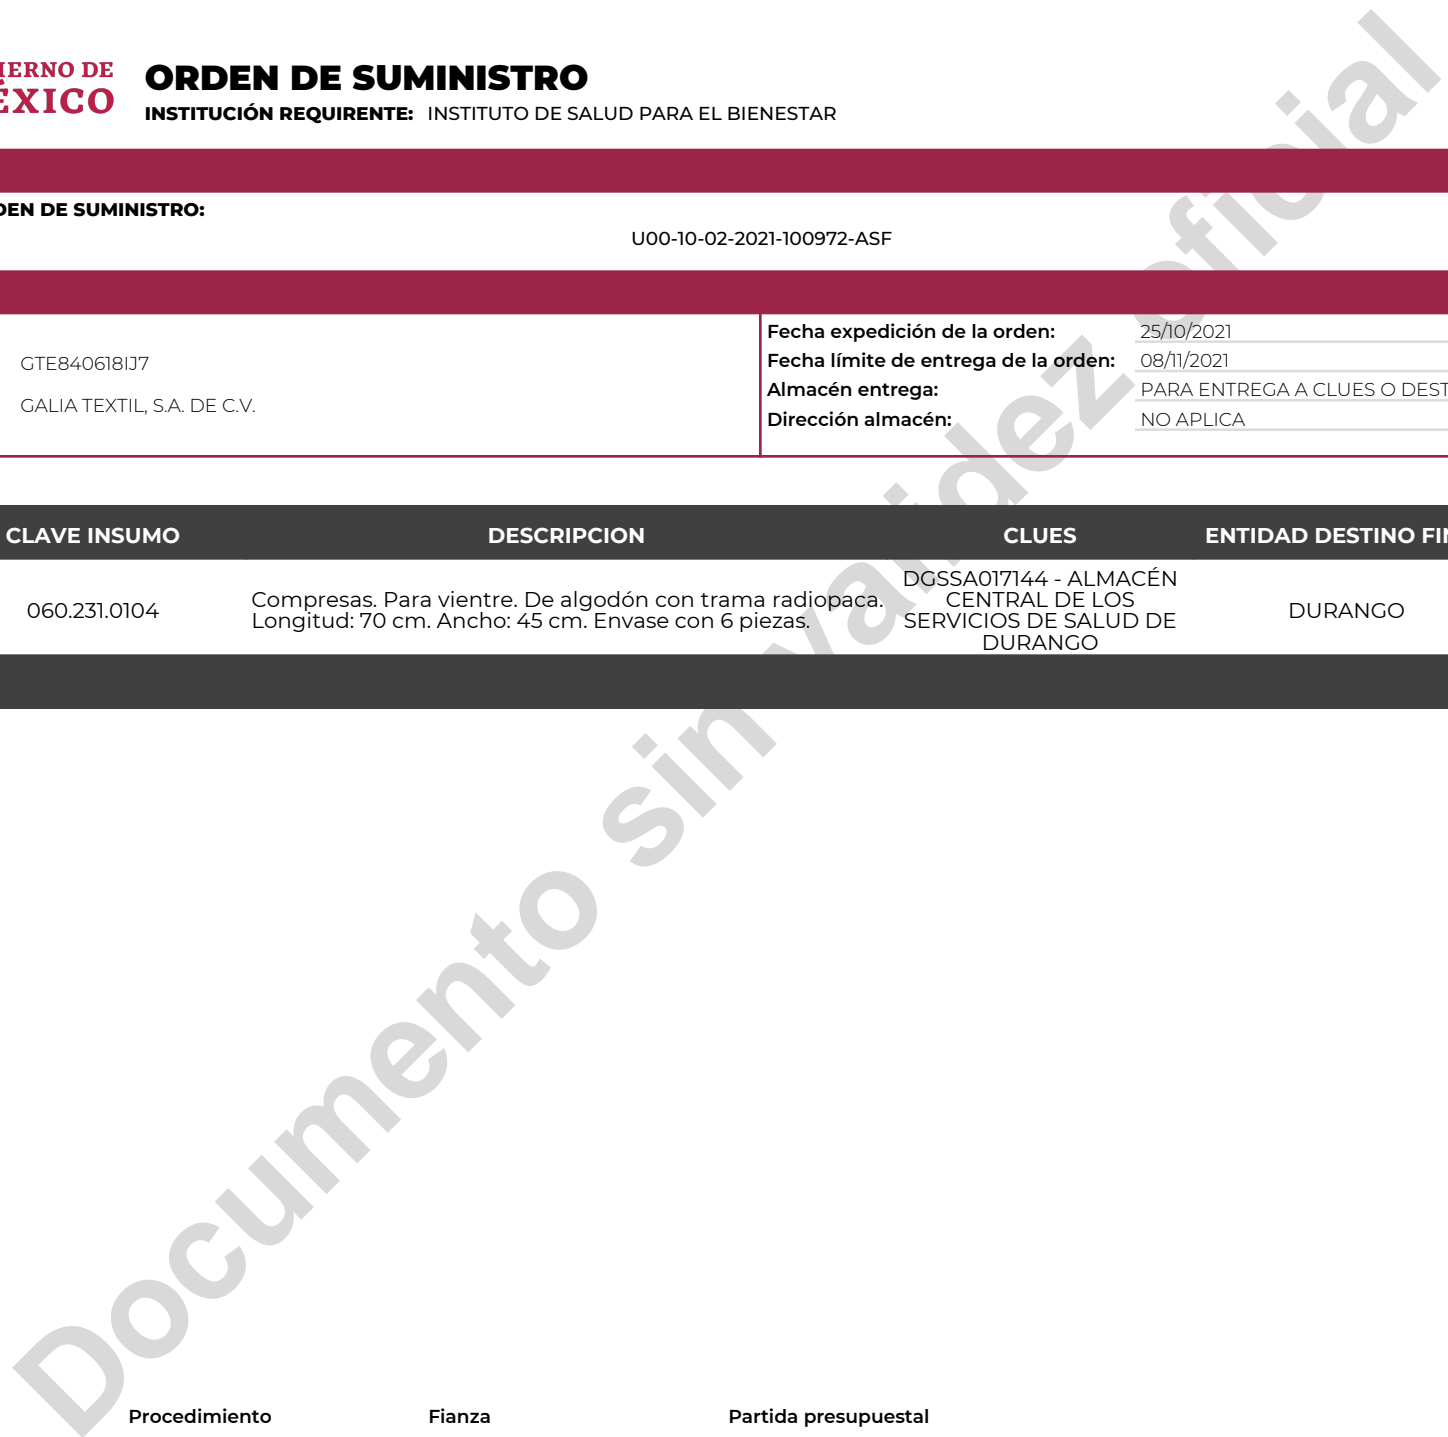 IERNO DE
ÉXICO
ORDEN DE SUMINISTRO
INSTITUCIÓN REQUIRENTE: INSTITUTO DE SALUD PARA EL BIENESTAR
DEN DE SUMINISTRO:
U00-10-02-2021-100972-ASF
GTE840618IJ7
GALIA TEXTIL, S.A. DE C.V.
Fecha expedición de la orden: 25/10/2021
Fecha límite de entrega de la orden: 08/11/2021
Almacén entrega: PARA ENTREGA A CLUES O DEST
Dirección almacén: NO APLICA
CLAVE INSUMO DESCRIPCION CLUES ENTIDAD DESTINO FIN
060.231.0104
Compresas. Para vientre. De algodón con trama radiopaca.
Longitud: 70 cm. Ancho: 45 cm. Envase con 6 piezas.
DGSSA017144 - ALMACÉN
CENTRAL DE LOS
SERVICIOS DE SALUD DE
DURANGO
DURANGO
Documento sin validez oficial
Procedimiento Fianza Partida presupuestal